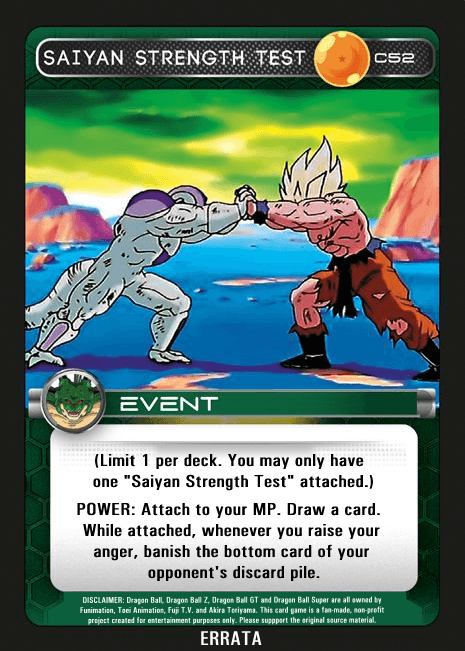 SAIYAN STRENGTH TEST C52
EVENT
(Limit 1 per deck. You may only have
one "Saiyan Strength Test" attached.)
POWER: Attach to your MP. Draw a card.
While attached, whenever you raise your
anger, banish the bottom card of your
opponent's discard pile.
DISCLAIMER: Dragon Ball, Dragon Ball Z, Dragon Ball GT and Dragon Ball Super are all owned by
Funimation, Toei Animation, Fuji T.V. and Akira Toriyama. This card game is a fan-made, non-profit
project created for entertainment purposes only. Please suppport the original source material.
ERRATA